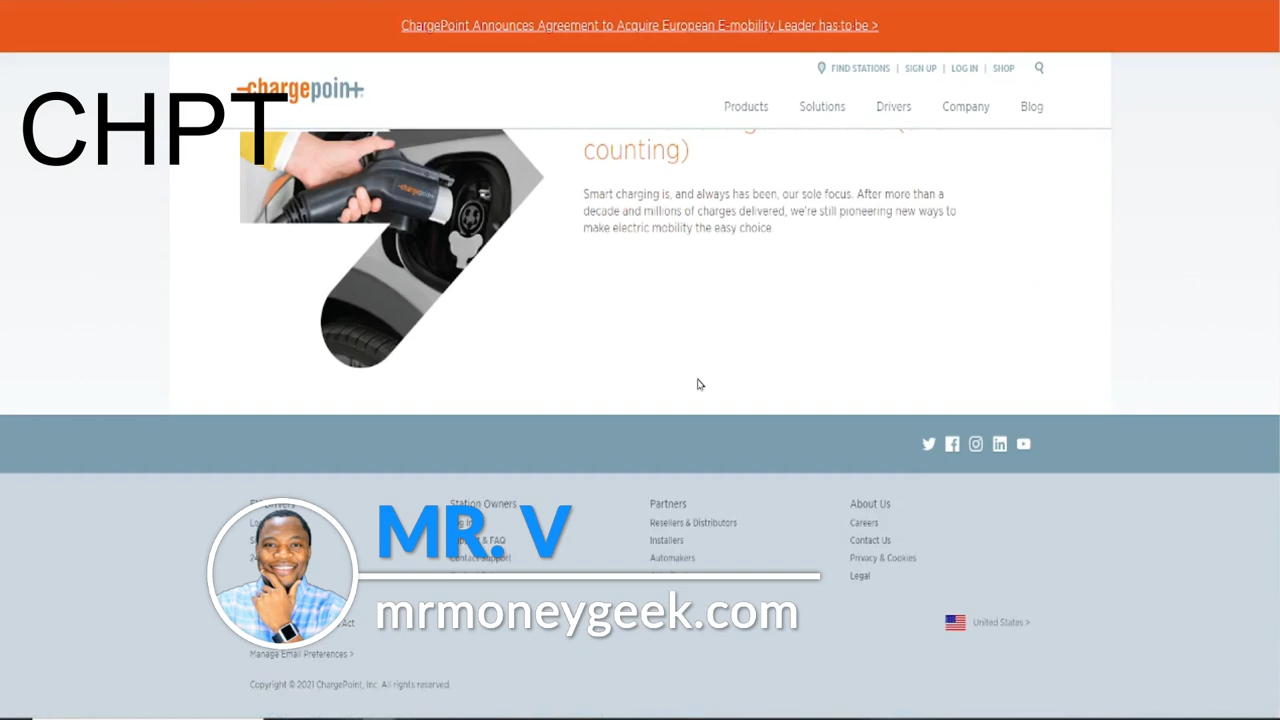 ChargePoint Announces Agreement to Acquire European E-mobility Leader has·to·be >
FIND STATIONS | SIGN UP | LOG IN | SHOP
-chargepoin+
CHPT
Products Solutions Drivers Company Blog
counting)
Smart charging is, and always has been, our sole focus. After more than a
decade and millions of charges delivered, we're still pioneering new ways to
make electric mobility the easy choice
Station Owners
Partners
Resellers & Distributors
Installers
Automakers
About Us
Careers
Contact Us
Privacy & Cookies
Legal
Contact Support
MR. V
mrmoneygeek.com
Act
United States >
Manage Email Preferences >
Copyright © 2021 ChargePoint, Inc. All rights reserved.